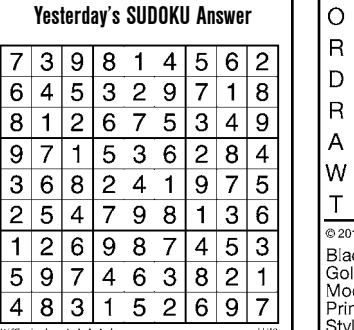 Yesterday's SUDOKU Answer
7 3 9 8 1 4 5 6 2
6 4 5 3 2 9 7 1 8
8 1 2 6 7 5 3 4 9
9 7 1 5 3 6 2 8 4
3 6 8 2 4 1 9 7 5
2 5 4 7 9 8 1 3 6
1 2 6 9 8 7 4 5 3
5 9 7 4 6 3 8 2 1
4 8 3 1 5 2 6 9 7
O
R
D
R
A
W
T
© 201
Blac
Gol
Mod
Prin
Styl